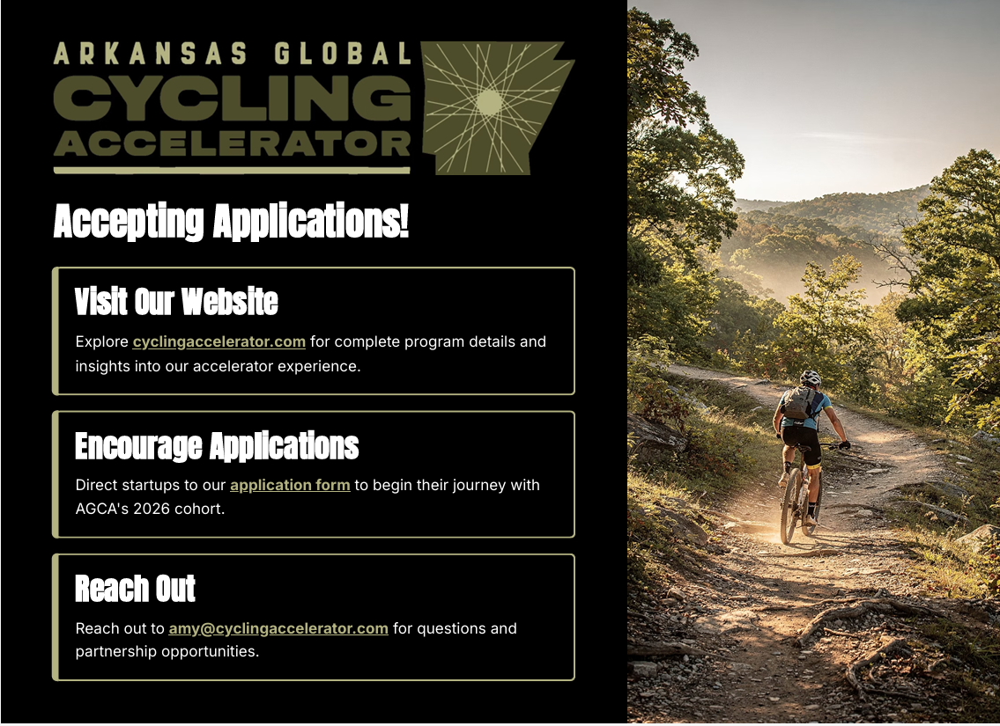 ARKANSAS GLOBAL
CYCLING
ACCELERATOR
Accepting Applications!
Visit Our Website
Explore cyclingaccelerator.com for complete program details and
insights into our accelerator experience.
Encourage Applications
Direct startups to our application form to begin their journey with
AGCA's 2026 cohort.
Reach Out
Reach out to amy@cyclingaccelerator.com for questions and
partnership opportunities.